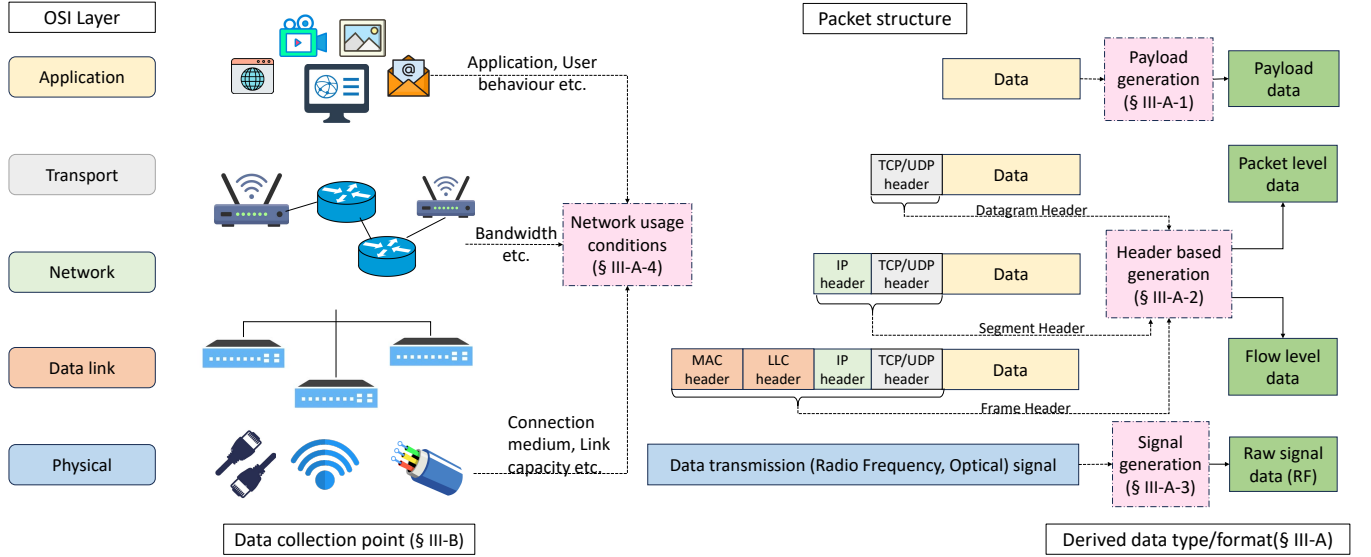 OSI Layer
Packet structure
Application
Application, User
behaviour etc.
Data
Payload
generation
(§ III-A-1)
Payload
data
Transport
TCP/UDP
header
Data
Packet level
data
Datagram Header
Bandwidth
etc.
Network usage
conditions
(§ III-A-4)
Header based
generation
(§ III-A-2)
Network
IP
header
TCP/UDP
header
Data
Segment Header
Data link
MAC
header
LLC
header
IP
header
TCP/UDP
header
Data
Flow level
data
Frame Header
Connection
medium, Link
capacity etc.
Physical
Data transmission (Radio Frequency, Optical) signal
Signal
generation
(§ III-A-3)
Raw signal
data (RF)
Data collection point (§ III-B)
Derived data type/format(§ III-A)